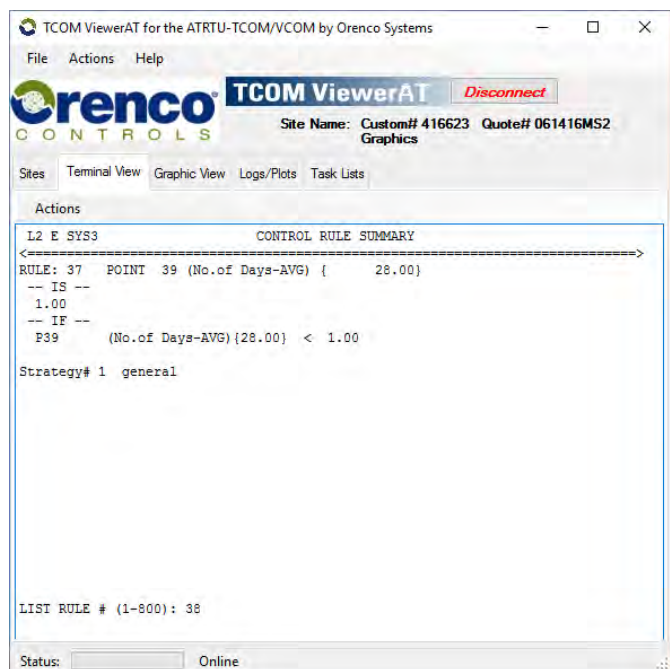 TCOM ViewerAT for the ATRTU-TCOM/VCOM by Orenco Systems
File Actions Help
Orenco
CONTROLS
TCOM ViewerAT
Disconnect
Site Name: Custom# 416623 Quote# 061416MS2
Graphics
Sites Terminal View Graphic View Logs/Plots Task Lists
Actions
L2 E SYS3 CONTROL RULE SUMMARY
<=============================================================================>
RULE: 37 POINT 39 (No.of Days-AVG) { 28.00}
-- IS --
1.00
-- IF --
P39 (No.of Days-AVG){28.00} < 1.00
Strategy# 1 general
LIST RULE # (1-800): 38
Status: Online